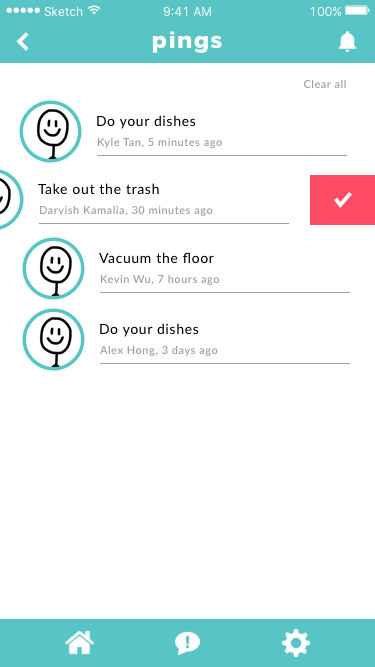 Sketch 9:41 AM 100%
pings
Clear all
Do your dishes
Kyle Tan, 5 minutes ago
Take out the trash
Darvish Kamalia, 30 minutes ago
Vacuum the floor
Kevin Wu, 7 hours ago
Do your dishes
Alex Hong, 3 days ago